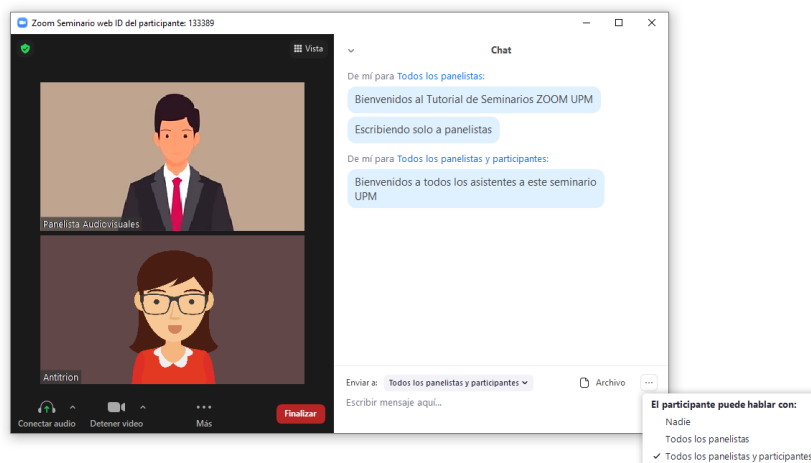 Zoom Seminario web ID del participante: 133389
Vista
Panelista Audiovisuales
Antitrion
Conectar audio
Detener video
Más
Finalizar
Chat
De mí para Todos los panelistas:
Bienvenidos al Tutorial de Seminarios ZOOM UPM
Escribiendo solo a panelistas
De mí para Todos los panelistas y participantes:
Bienvenidos a todos los asistentes a este seminario
UPM
Enviar a: Todos los panelistas y participantes
Archivo
Escribir mensaje aquí...
El participante puede hablar con:
Nadie
Todos los panelistas
Todos los panelistas y participantes